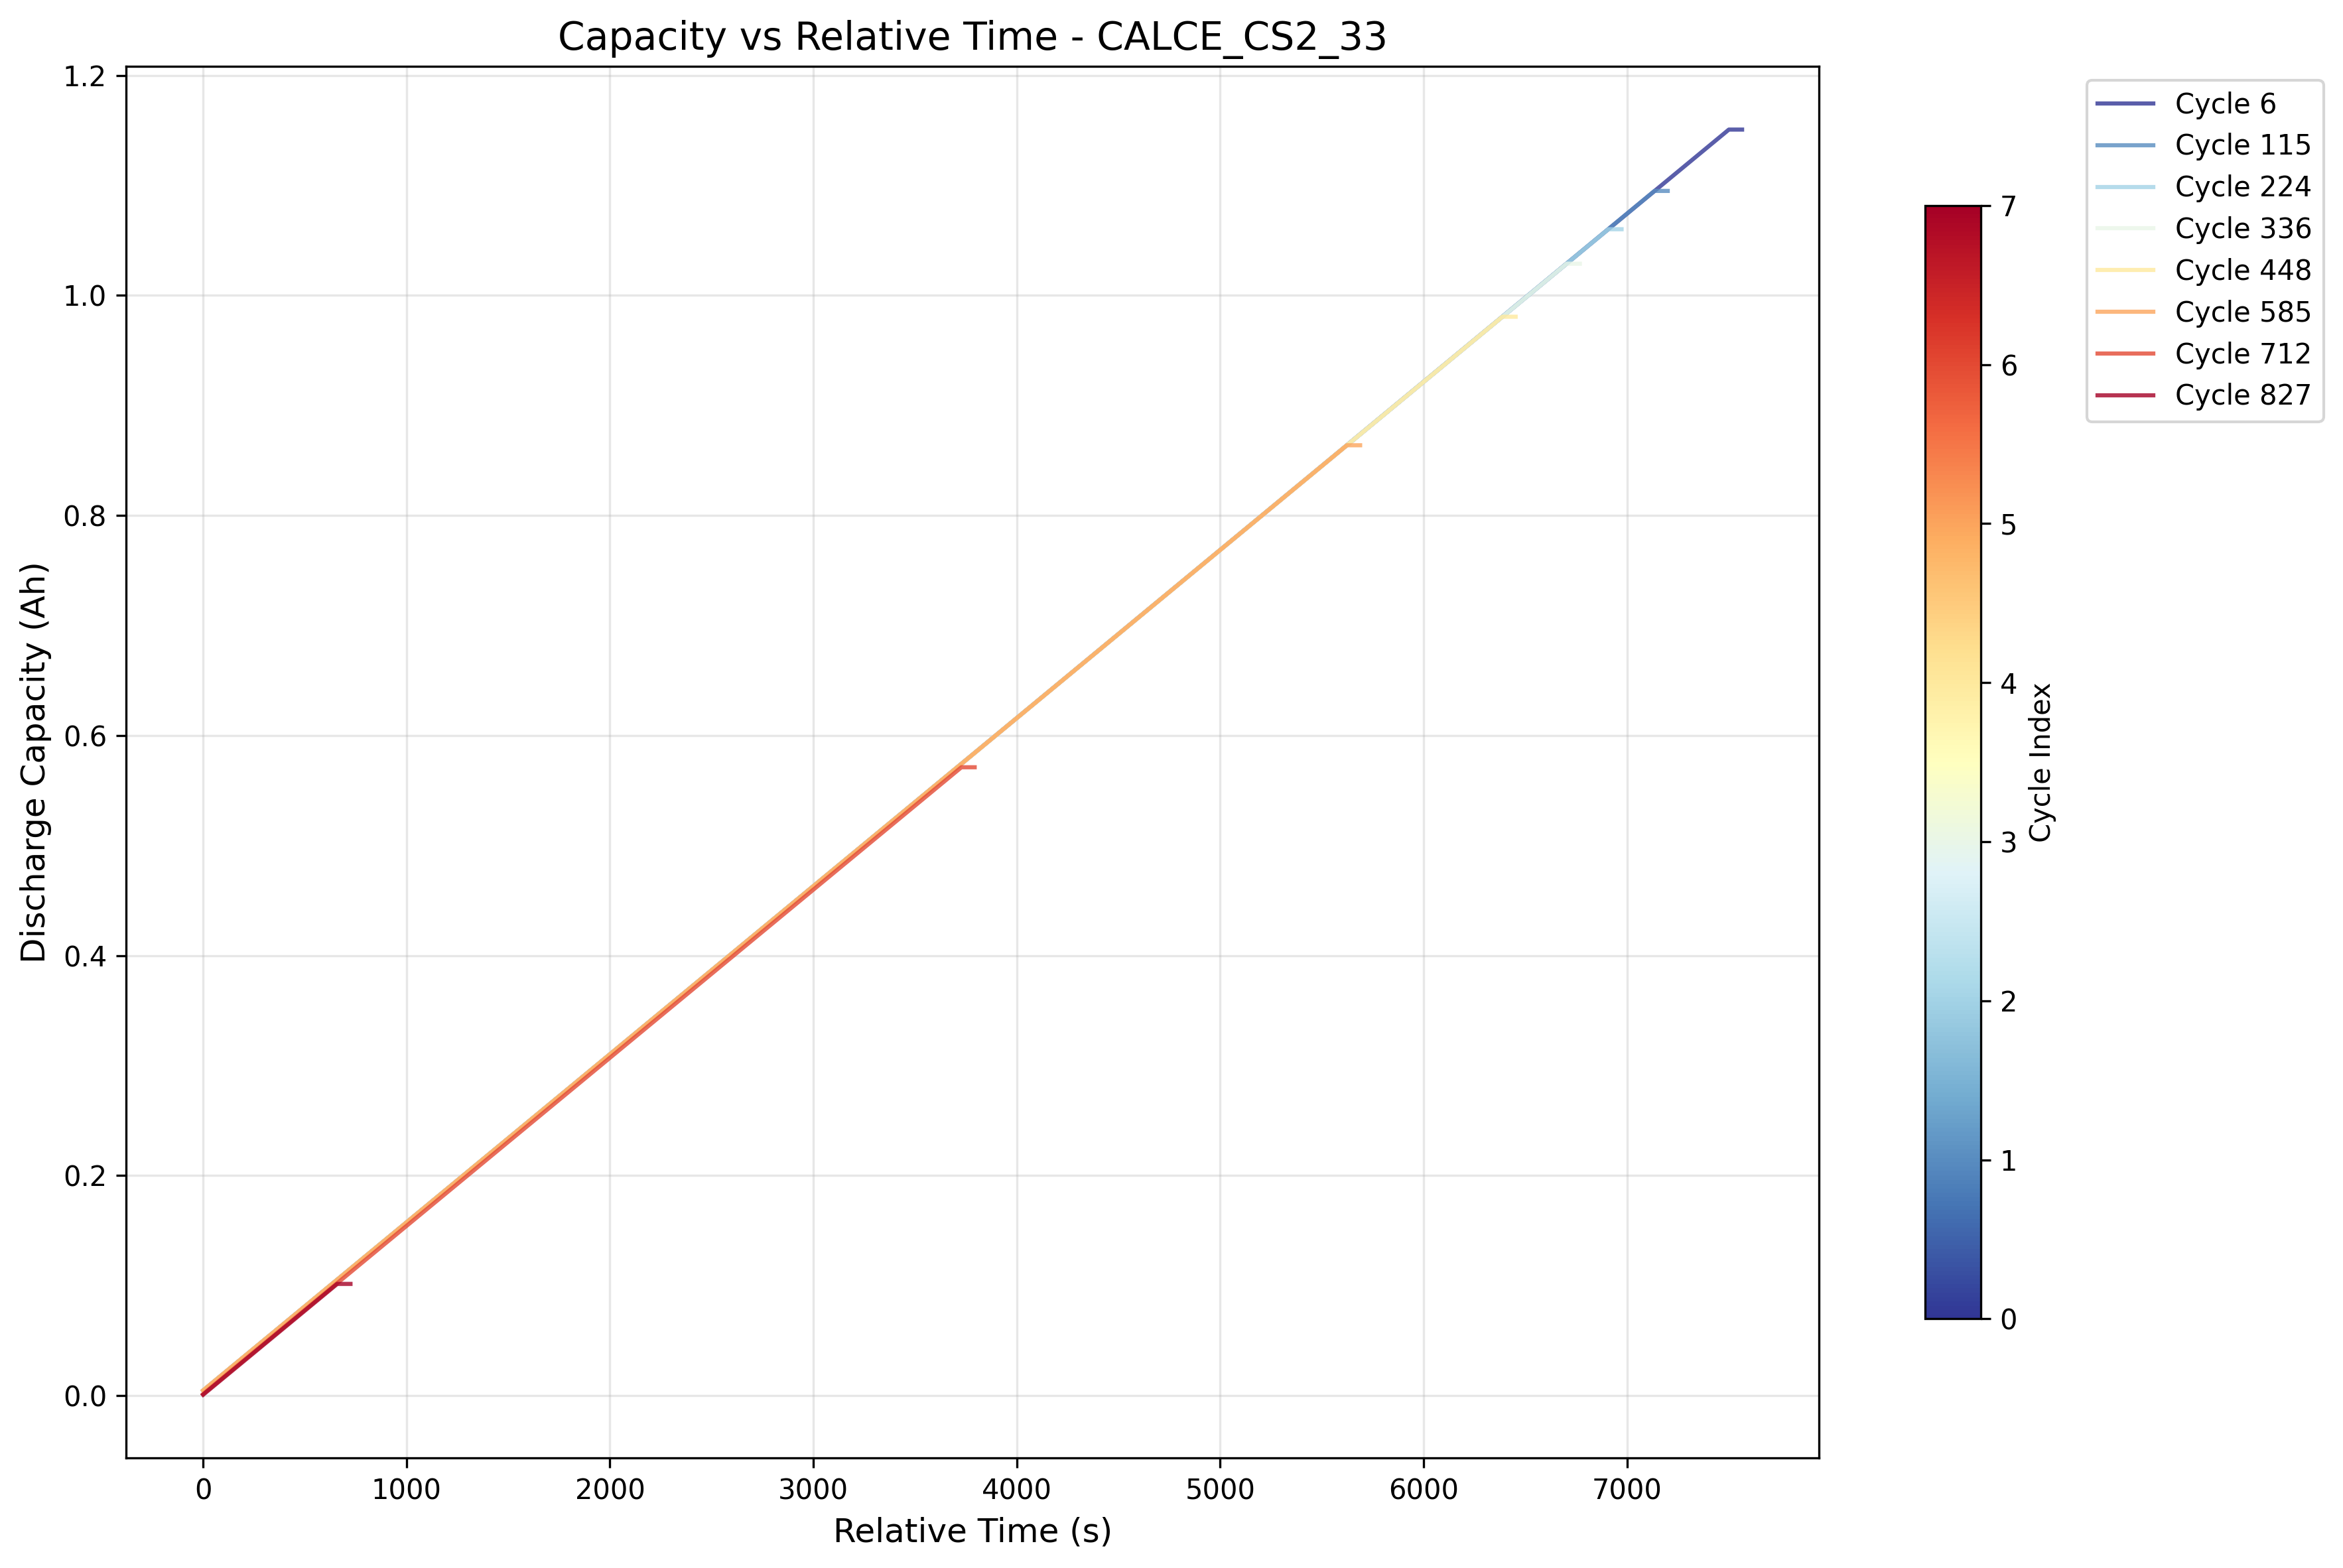 Capacity vs Relative Time - CALCE_CS2_33
Discharge Capacity (Ah)
1.2
1.0
0.8
0.6
0.4
0.2
0.0
0
1000
2000
3000
4000
5000
6000
7000
Relative Time (s)
7
6
5
4
3
2
1
0
Cycle Index
Cycle 6
Cycle 115
Cycle 224
Cycle 336
Cycle 448
Cycle 585
Cycle 712
Cycle 827